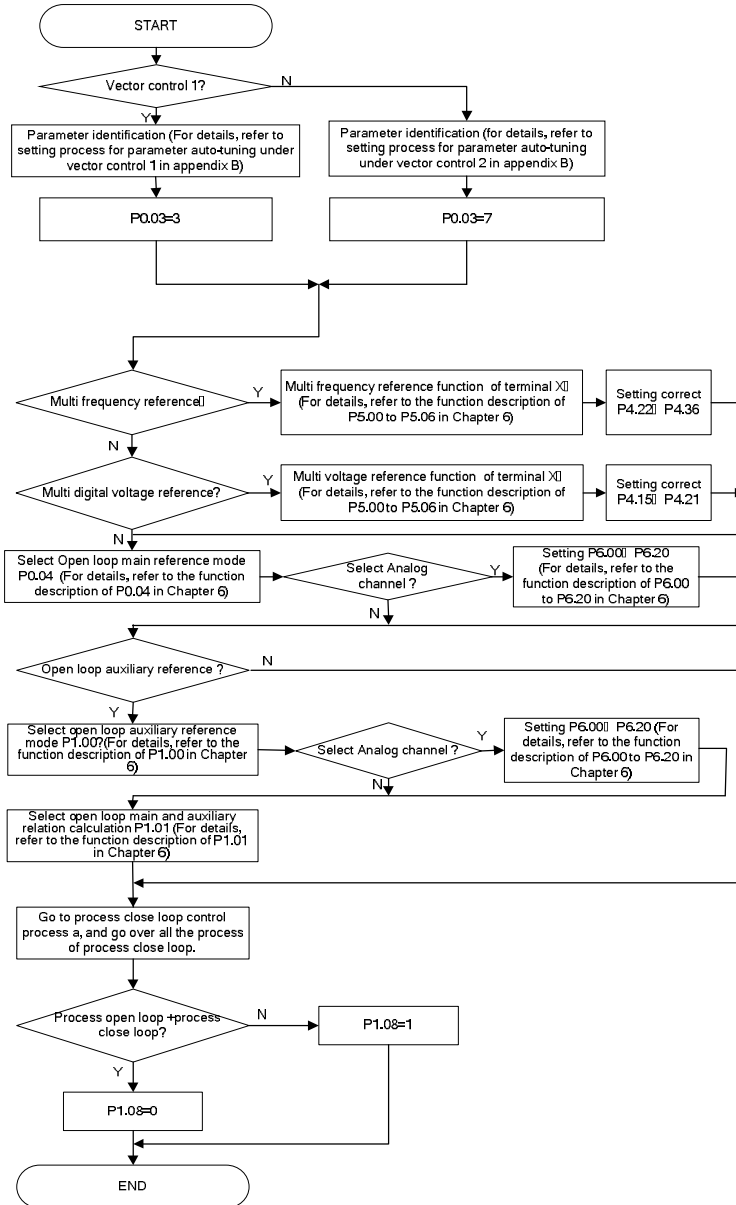 START
Vector control 1?
N
Y
Parameter identification (For details, refer to
setting process for parameter auto-tuning under
vector control 1 in appendix B)
Parameter identification (for details, refer to
setting process for parameter auto-tuning
under vector control 2 in appendix B)
P0.03=3
P0.03=7
Multi frequency reference▯
Y
Multi frequency reference function of terminal X▯
(For details, refer to the function description of
P5.00 to P5.06 in Chapter 6)
Setting correct
P4.22▯ P4.36
N
Multi digital voltage reference?
Y
Multi voltage reference function of terminal X▯
(For details, refer to the function description of
P5.00 to P5.06 in Chapter 6)
Setting correct
P4.15▯ P4.21
N
Select Open loop main reference mode
P0.04 (For details, refer to the function
description of P0.04 in Chapter 6)
Select Analog
channel ?
Y
Setting P6.00▯ P6.20
(For details, refer to the
function description of P6.00
to P6.20 in Chapter 6)
N
Open loop auxiliary reference ?
N
Y
Select open loop auxiliary reference
mode P1.00?(For details, refer to the
function description of P1.00 in Chapter
6)
Select Analog channel ?
Y
Setting P6.00▯ P6.20 (For
details, refer to the function
description of P6.00 to P6.20 in
Chapter 6)
N
Select open loop main and auxiliary
relation calculation P1.01 (For details,
refer to the function description of P1.01
in Chapter 6)
Go to process close loop control
process a, and go over all the process
of process close loop.
Process open loop +process
close loop?
N
P1.08=1
Y
P1.08=0
END